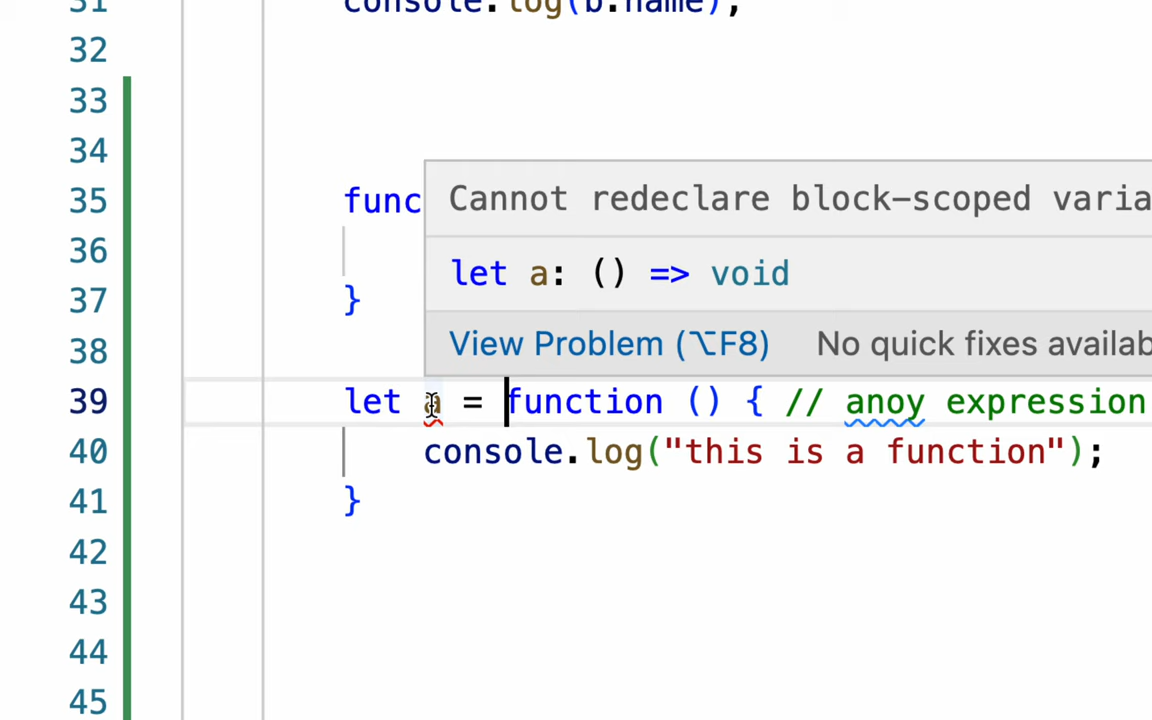 31 console.log(b.name);
32
33
34
35 func
Cannot redeclare block-scoped varia
36
let a: () => void
37 }
38
View Problem (⌥F8) No quick fixes availab
39 let a = function () { // anoy expression
40 console.log("this is a function");
41 }
42
43
44
45